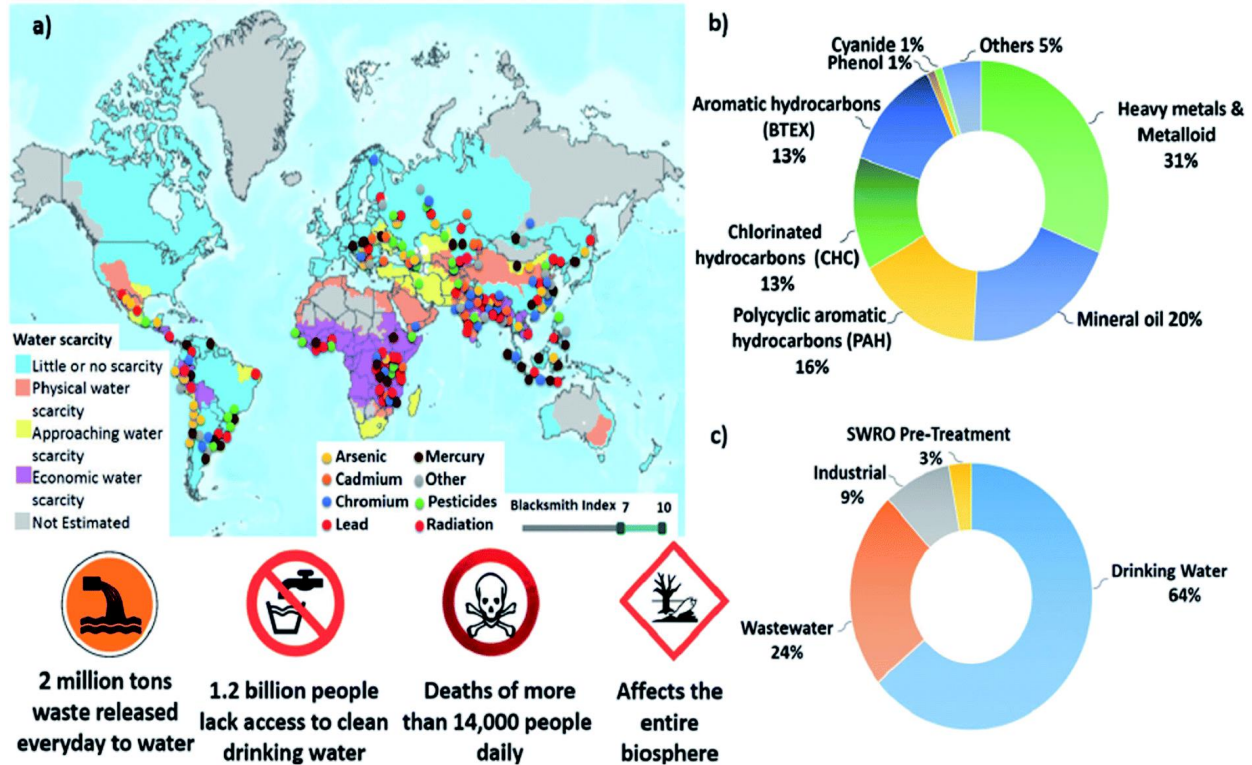 a)
Water scarcity
Little or no scarcity
Physical water
scarcity
Approaching water
scarcity
Economic water
scarcity
Not Estimated
Arsenic
Cadmium
Chromium
Lead
Mercury
Other
Pesticides
Radiation
Blacksmith Index 7 10
2 million tons
waste released
everyday to water
1.2 billion people
lack access to clean
drinking water
Deaths of more
than 14,000 people
daily
Affects the
entire
biosphere
b)
Cyanide 1%
Phenol 1%
Others 5%
Aromatic hydrocarbons
(BTEX)
13%
Heavy metals &
Metalloid
31%
Chlorinated
hydrocarbons (CHC)
13%
Polycyclic aromatic
hydrocarbons (PAH)
16%
Mineral oil 20%
c)
SWRO Pre-Treatment
3%
Industrial
9%
Drinking Water
64%
Wastewater
24%